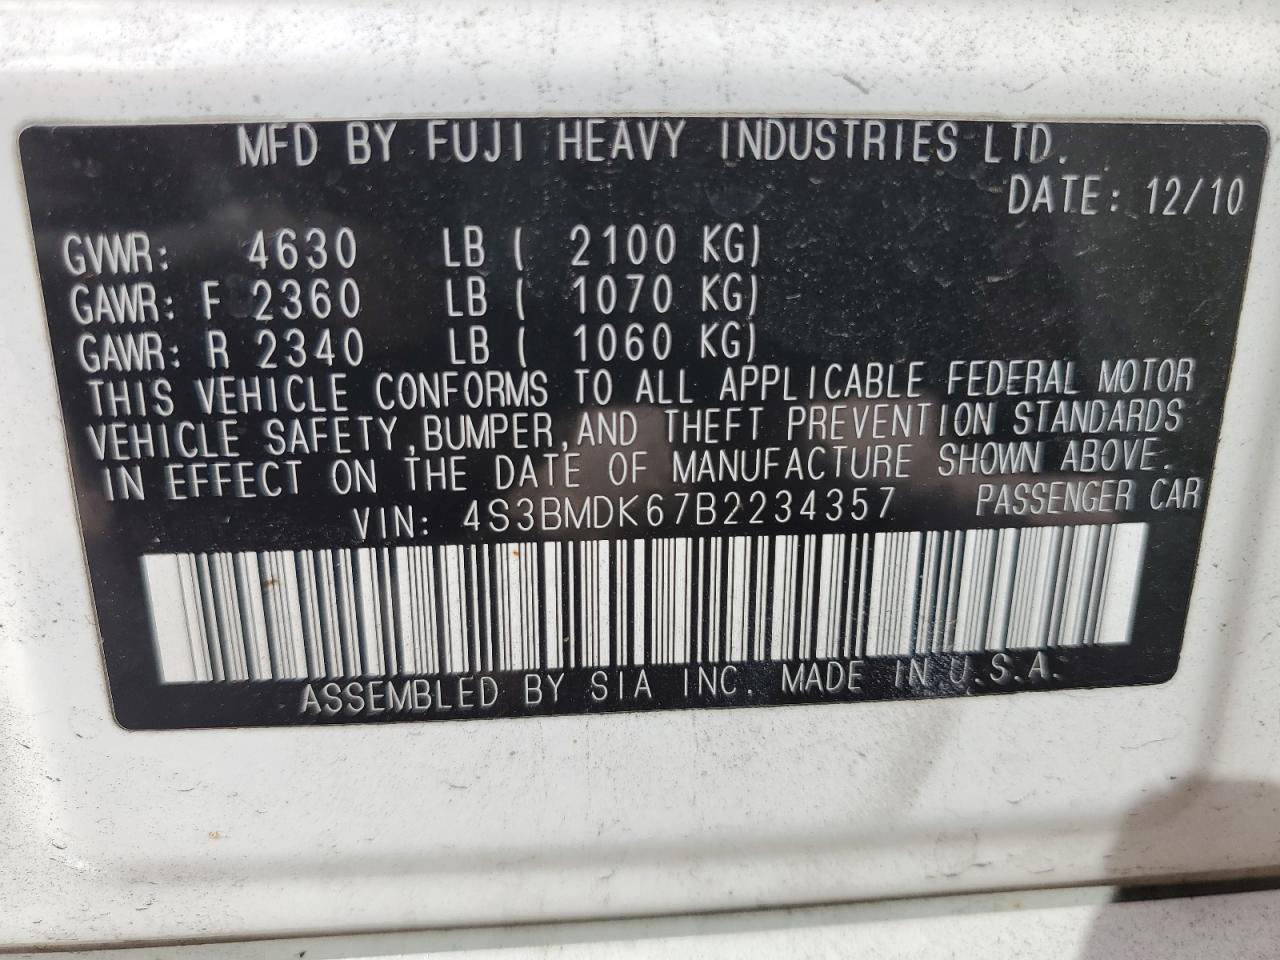 MFD BY FUJI HEAVY INDUSTRIES LTD.
DATE: 12/10
GVWR: 4630 LB ( 2100 KG)
GAWR: F 2360 LB ( 1070 KG)
GAWR: R 2340 LB ( 1060 KG)
THIS VEHICLE CONFORMS TO ALL APPLICABLE FEDERAL MOTOR
VEHICLE SAFETY, BUMPER, AND THEFT PREVENTION STANDARDS
IN EFFECT ON THE DATE OF MANUFACTURE SHOWN ABOVE.
VIN: 4S3BMDK67B2234357 PASSENGER CAR
ASSEMBLED BY SIA INC. MADE IN U.S.A.